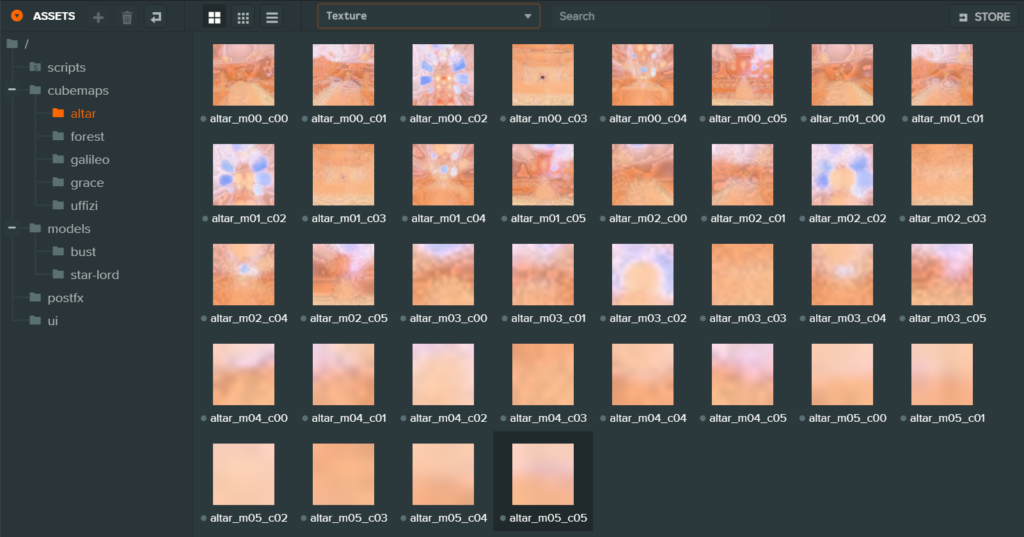 ASSETS Texture Search STORE
/
scripts
cubemaps
altar
forest
galileo
grace
uffizi
models
bust
star-lord
postfx
ui
altar_m00_c00 altar_m00_c01 altar_m00_c02 altar_m00_c03 altar_m00_c04 altar_m00_c05 altar_m01_c00 altar_m01_c01
altar_m01_c02 altar_m01_c03 altar_m01_c04 altar_m01_c05 altar_m02_c00 altar_m02_c01 altar_m02_c02 altar_m02_c03
altar_m02_c04 altar_m02_c05 altar_m03_c00 altar_m03_c01 altar_m03_c02 altar_m03_c03 altar_m03_c04 altar_m03_c05
altar_m04_c00 altar_m04_c01 altar_m04_c02 altar_m04_c03 altar_m04_c04 altar_m04_c05 altar_m05_c00 altar_m05_c01
altar_m05_c02 altar_m05_c03 altar_m05_c04 altar_m05_c05